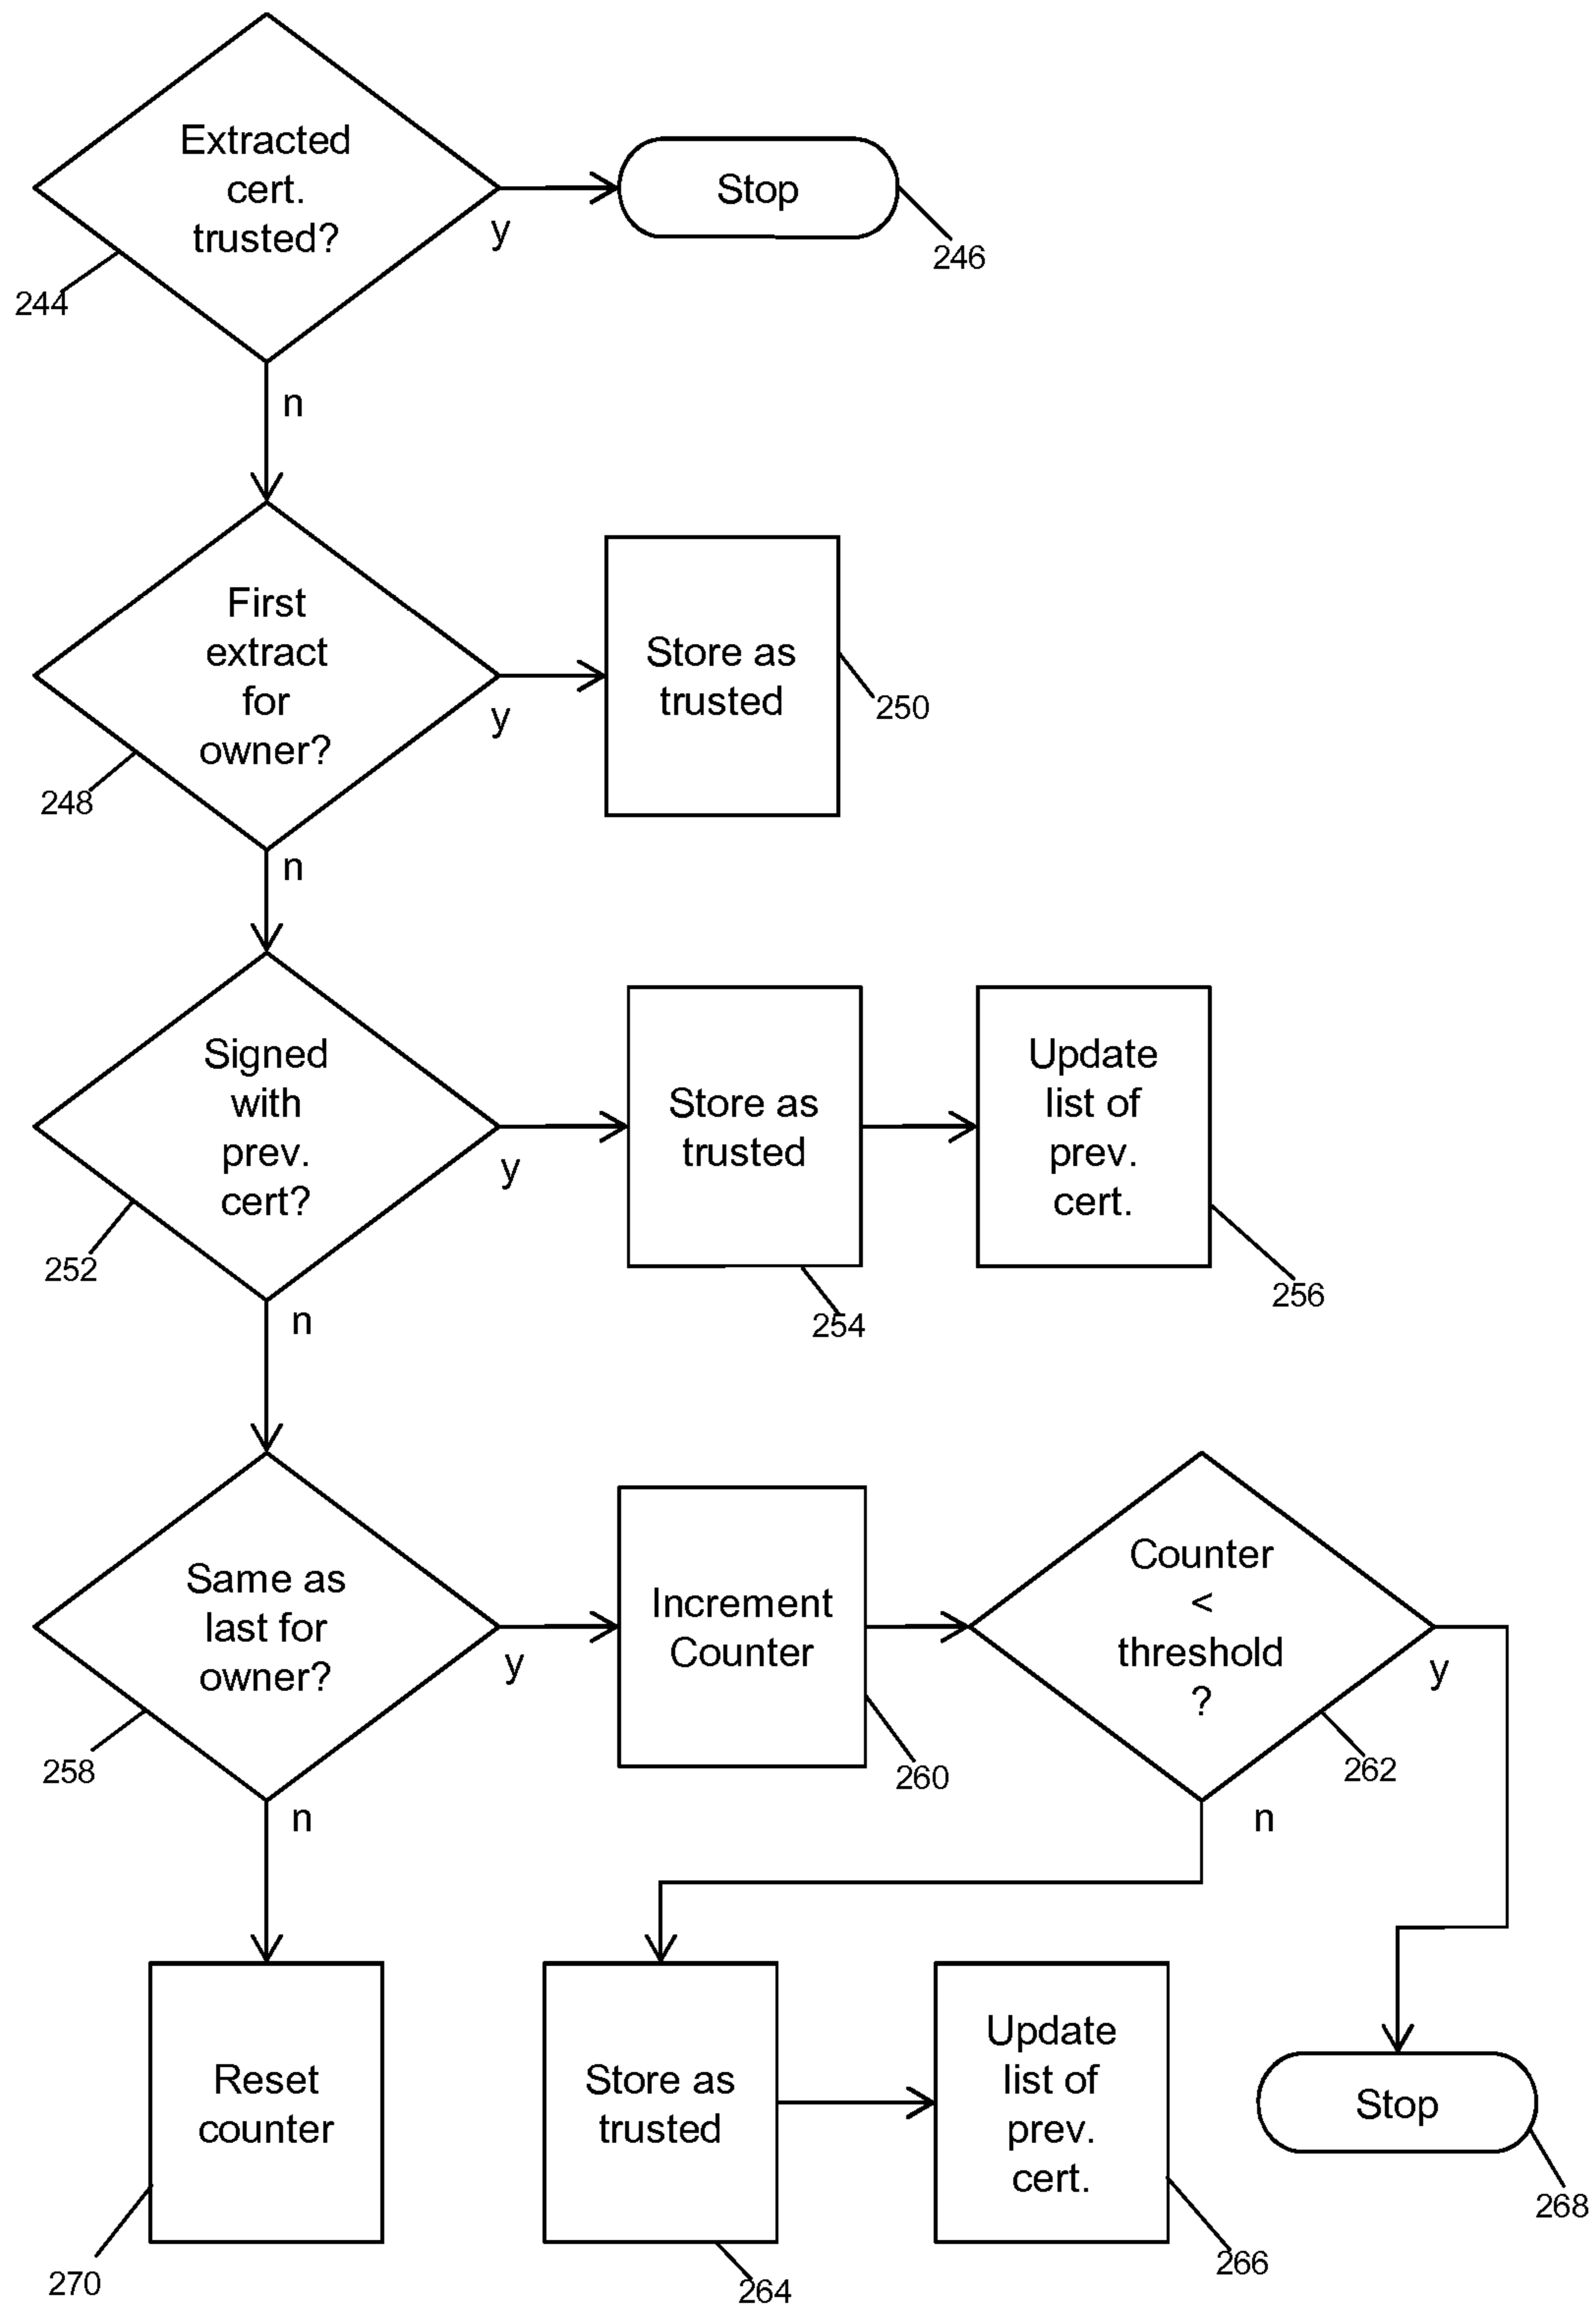 Extracted
cert.
trusted?
y
Stop
246
244
n
First
extract
for
owner?
y
Store as
trusted
250
248
n
Signed
with
prev.
cert?
y
Store as
trusted
Update
list of
prev.
cert.
252
254
256
n
Same as
last for
owner?
y
Increment
Counter
Counter
<
threshold
?
y
258
260
262
n
n
Reset
counter
Store as
trusted
Update
list of
prev.
cert.
Stop
270
264
266
268